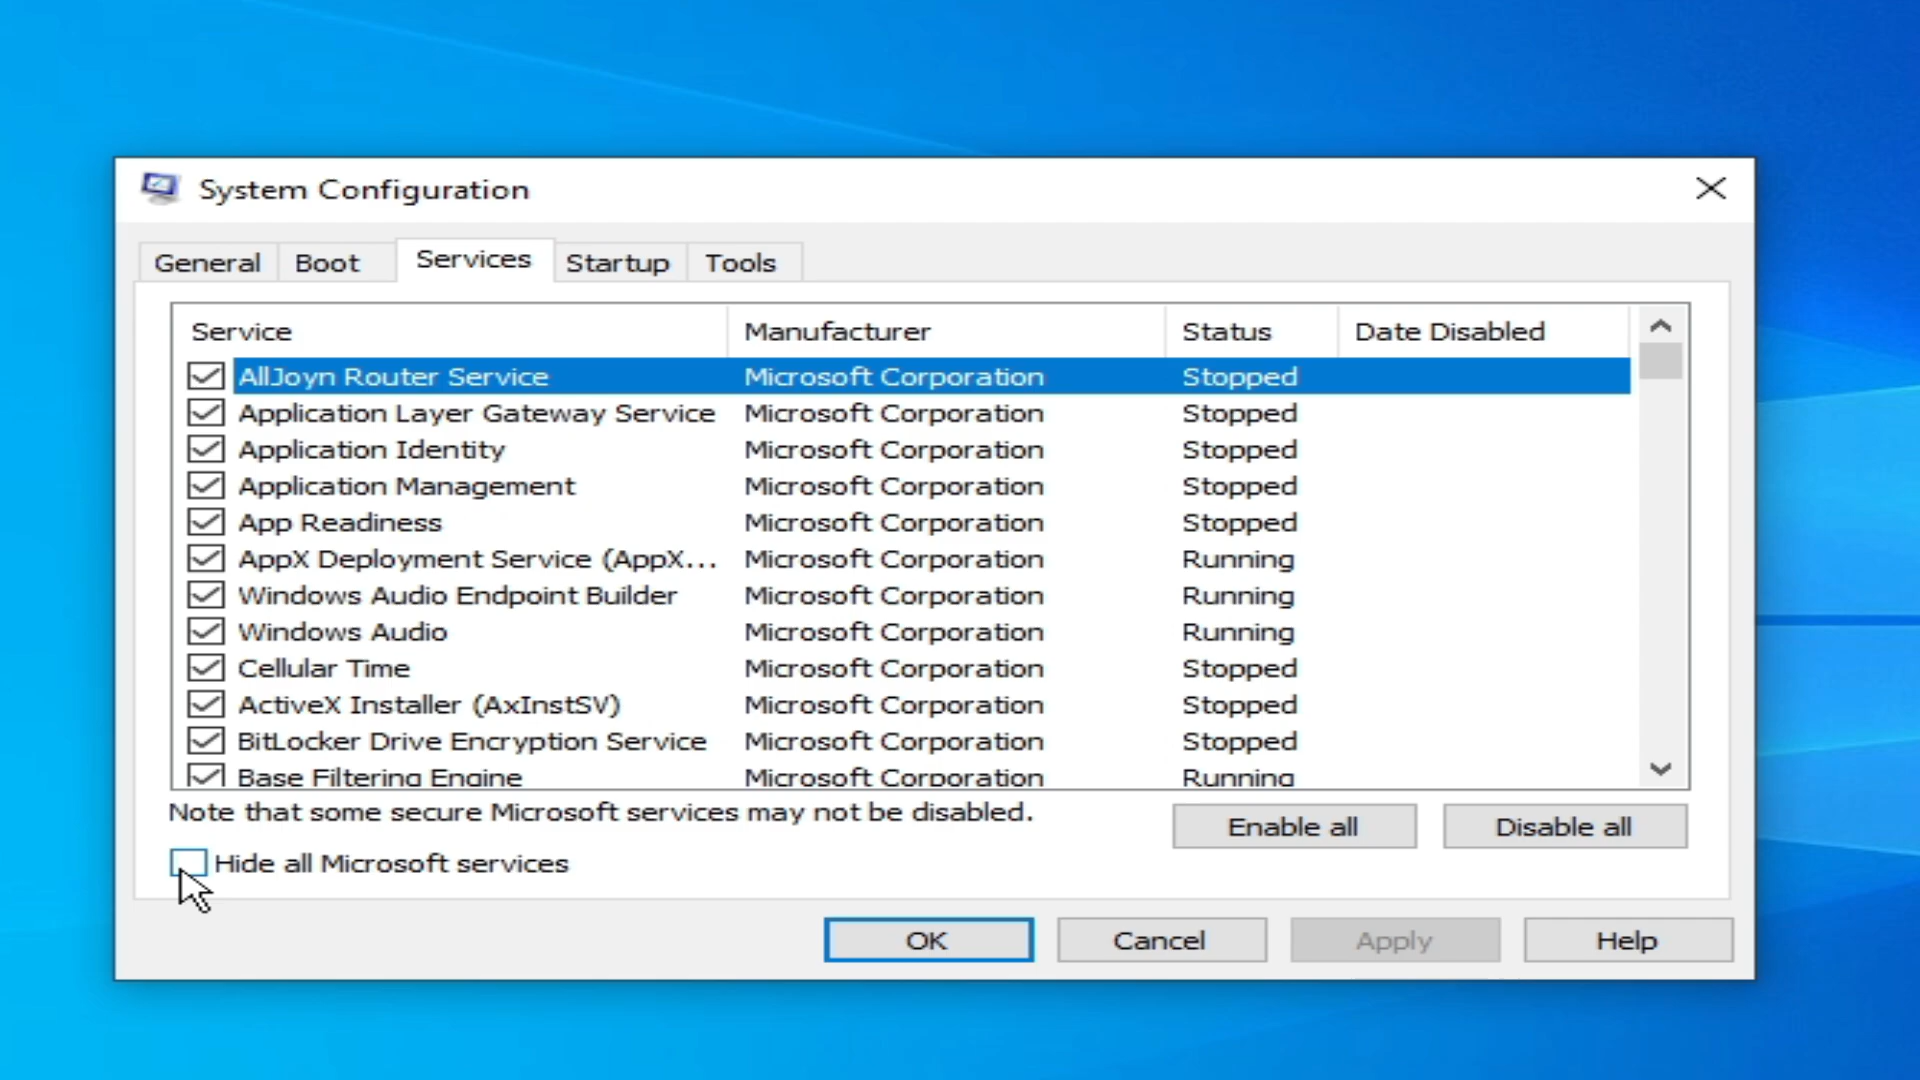 System Configuration
General Boot Services Startup Tools
Service Manufacturer Status Date Disabled
AllJoyn Router Service Microsoft Corporation Stopped
Application Layer Gateway Service Microsoft Corporation Stopped
Application Identity Microsoft Corporation Stopped
Application Management Microsoft Corporation Stopped
App Readiness Microsoft Corporation Stopped
AppX Deployment Service (AppX... Microsoft Corporation Running
Windows Audio Endpoint Builder Microsoft Corporation Running
Windows Audio Microsoft Corporation Running
Cellular Time Microsoft Corporation Stopped
ActiveX Installer (AxInstSV) Microsoft Corporation Stopped
BitLocker Drive Encryption Service Microsoft Corporation Stopped
Base Filtering Engine Microsoft Corporation Running
Note that some secure Microsoft services may not be disabled.
Enable all Disable all
Hide all Microsoft services
OK Cancel Apply Help